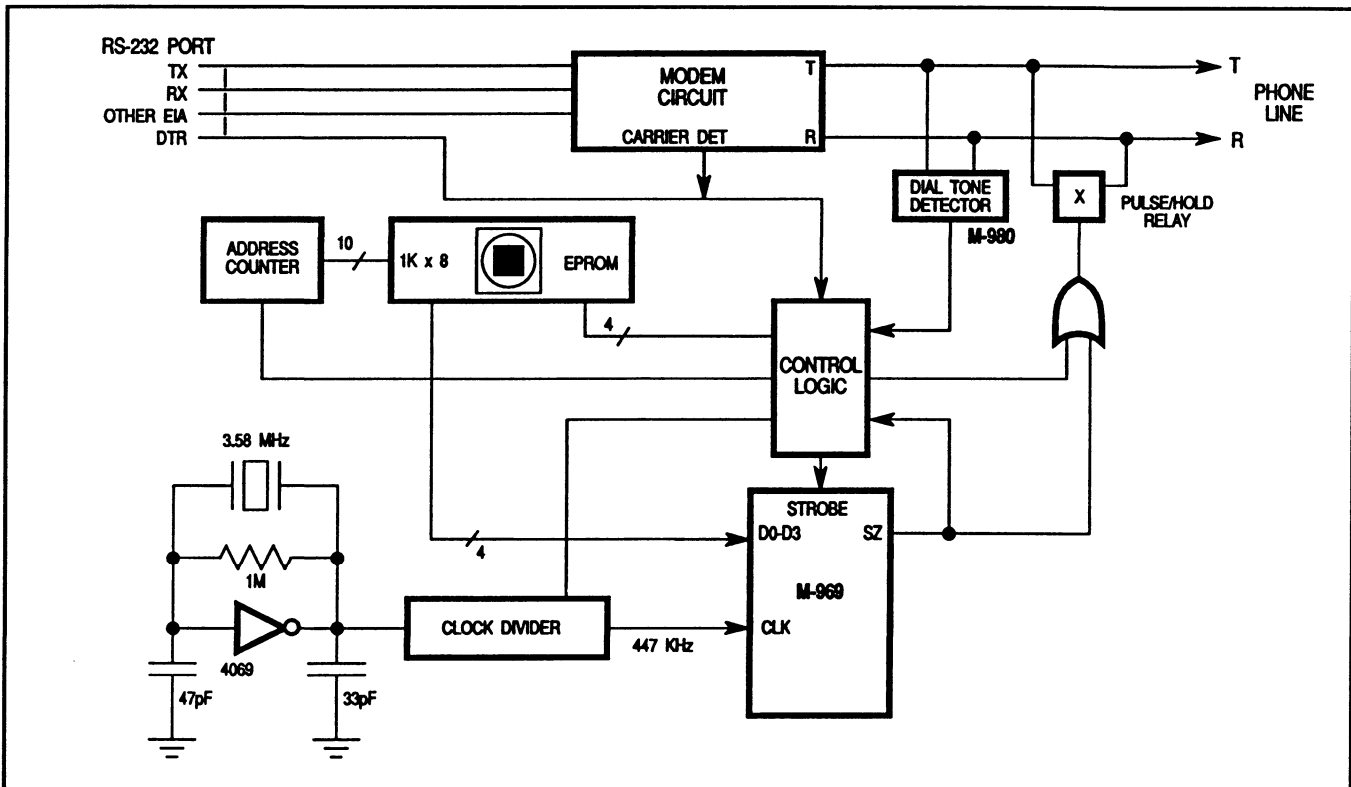 RS-232 PORT
TX
RX
OTHER EIA
DTR
MODEM
CIRCUIT
T
CARRIER DET
R
T
PHONE
LINE
R
DIAL TONE
DETECTOR
M-980
X
PULSE/HOLD
RELAY
ADDRESS
COUNTER
10
1K x 8
EPROM
4
CONTROL
LOGIC
3.58 MHz
1M
4069
47pF
33pF
CLOCK DIVIDER
447 KHz
4
STROBE
D0-D3
SZ
M-969
CLK